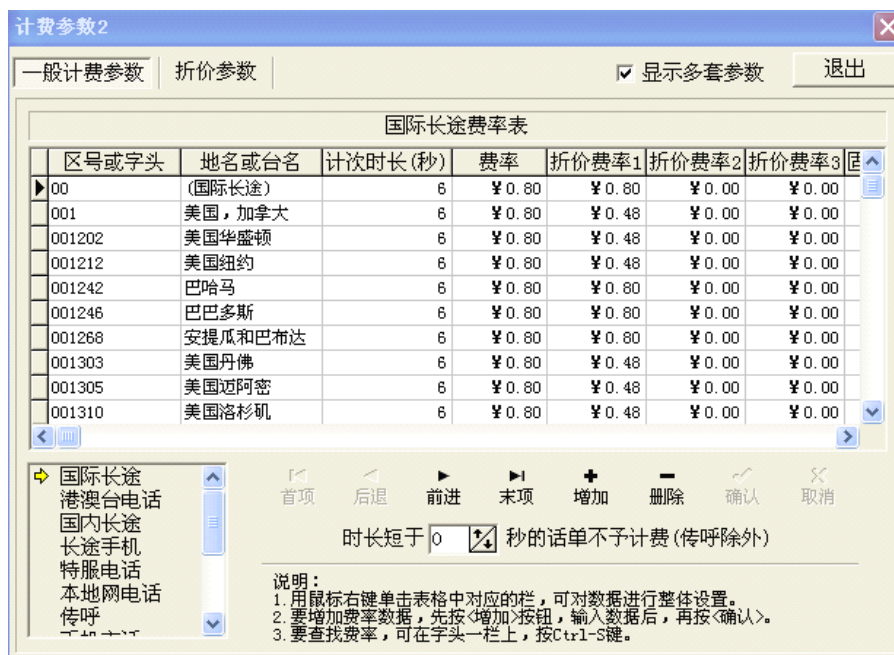 计费参数2
一般计费参数 折价参数 显示多套参数 退出
国际长途费率表
区号或字头 地名或台名 计次时长(秒) 费率 折价费率1 折价费率2 折价费率3
00 (国际长途) 6 ¥0.80 ¥0.80 ¥0.00 ¥0.00
001 美国，加拿大 6 ¥0.80 ¥0.48 ¥0.00 ¥0.00
001202 美国华盛顿 6 ¥0.80 ¥0.48 ¥0.00 ¥0.00
001212 美国纽约 6 ¥0.80 ¥0.48 ¥0.00 ¥0.00
001242 巴哈马 6 ¥0.80 ¥0.80 ¥0.00 ¥0.00
001246 巴巴多斯 6 ¥0.80 ¥0.48 ¥0.00 ¥0.00
001268 安提瓜和巴布达 6 ¥0.80 ¥0.80 ¥0.00 ¥0.00
001303 美国丹佛 6 ¥0.80 ¥0.48 ¥0.00 ¥0.00
001305 美国迈阿密 6 ¥0.80 ¥0.48 ¥0.00 ¥0.00
001310 美国洛杉矶 6 ¥0.80 ¥0.48 ¥0.00 ¥0.00
国际长途
港澳台电话
国内长途
长途手机
特服电话
本地网电话
传呼
首项 后退 前进 末项 增加 删除 确认 取消
时长短于 0 秒的话单不予计费(传呼除外)
说明：
1.用鼠标右键单击表格中对应的栏，可对数据进行整体设置。
2.要增加费率数据，先按<增加>按钮，输入数据后，再按<确认>。
3.要查找费率，可在字头一栏上，按Ctrl-S键。